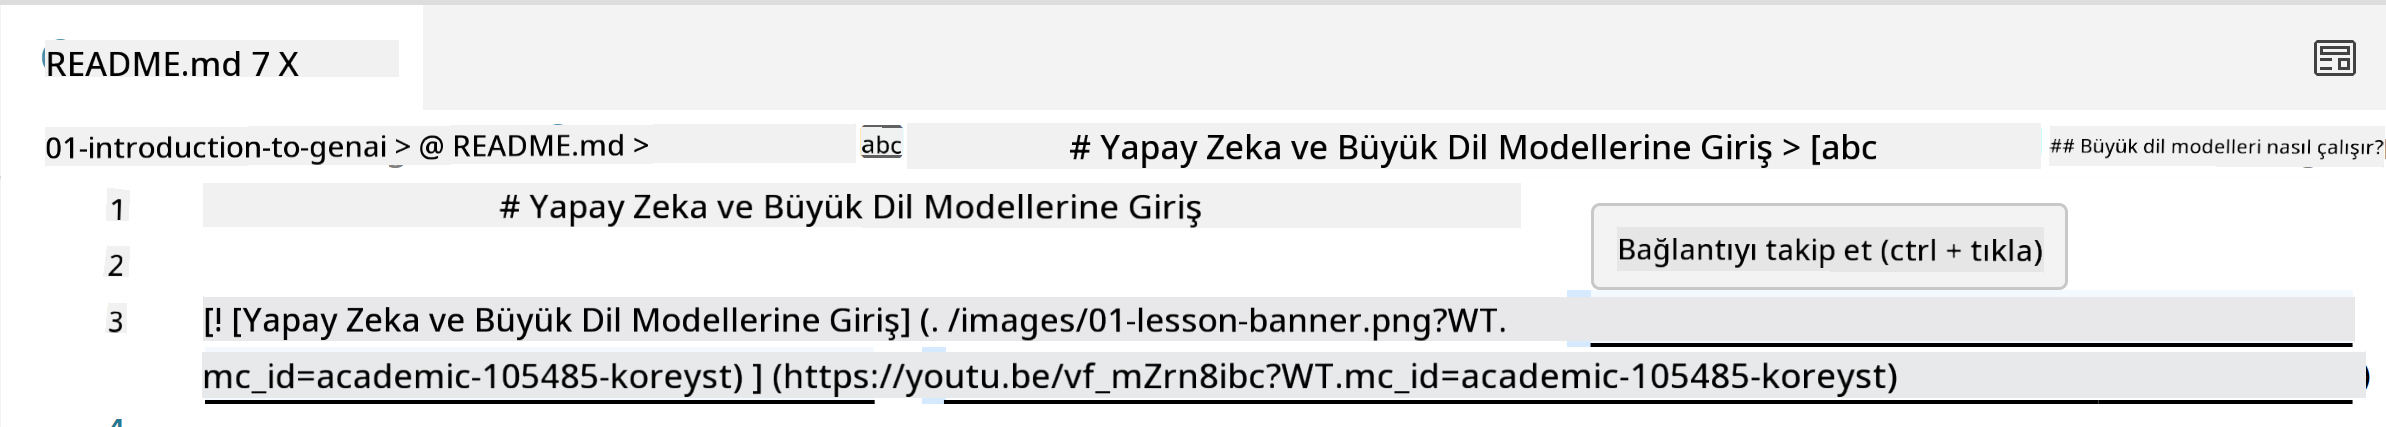 README.md 7 X
01-introduction-to-genai > @ README.md > abc # Yapay Zeka ve Büyük Dil Modellerine Giriş > [abc ## Büyük dil modelleri nasıl çalışır?
1 # Yapay Zeka ve Büyük Dil Modellerine Giriş
Bağlantıyı takip et (ctrl + tıkla)
2
3 [! [Yapay Zeka ve Büyük Dil Modellerine Giriş] (. /images/01-lesson-banner.png?WT.
mc_id=academic-105485-koreyst) ] (https://youtu.be/vf_mZrn8ibc?WT.mc_id=academic-105485-koreyst)